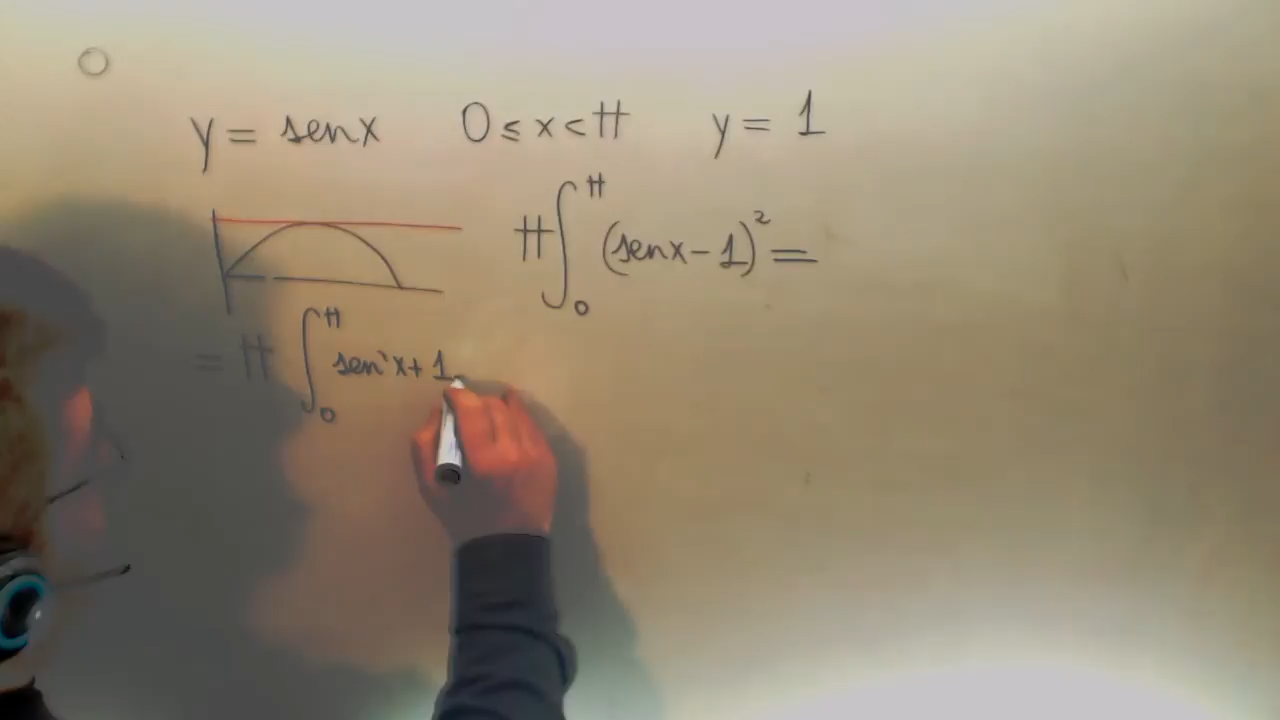 y = senx 0 ≤ x < π y = 1
π ∫₀^π (senx - 1)² =
= π ∫₀^π sen²x + 1